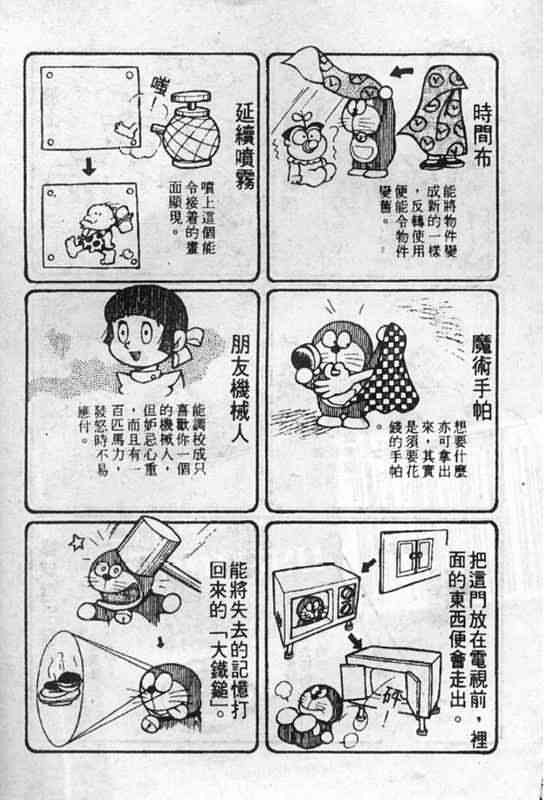 時間布
能將物件變
成新的一樣
，反轉使用
便能令物件
變舊。
延續噴霧
嗤！
噴上這個能
令接着的畫
面顯現。
魔術手帕
想要什麼
亦可拿出
來，其實
是須要花
錢的手帕
。
朋友機械人
能調校成只
喜歡你一個
的機械人，
但妒忌心重
，而且有一
百匹馬力，
發怒時不易
應付。
把這門放在電視前，裡
面的東西便會走出。
砰！
能將失去的記憶打
回來的「大鐵鎚」。